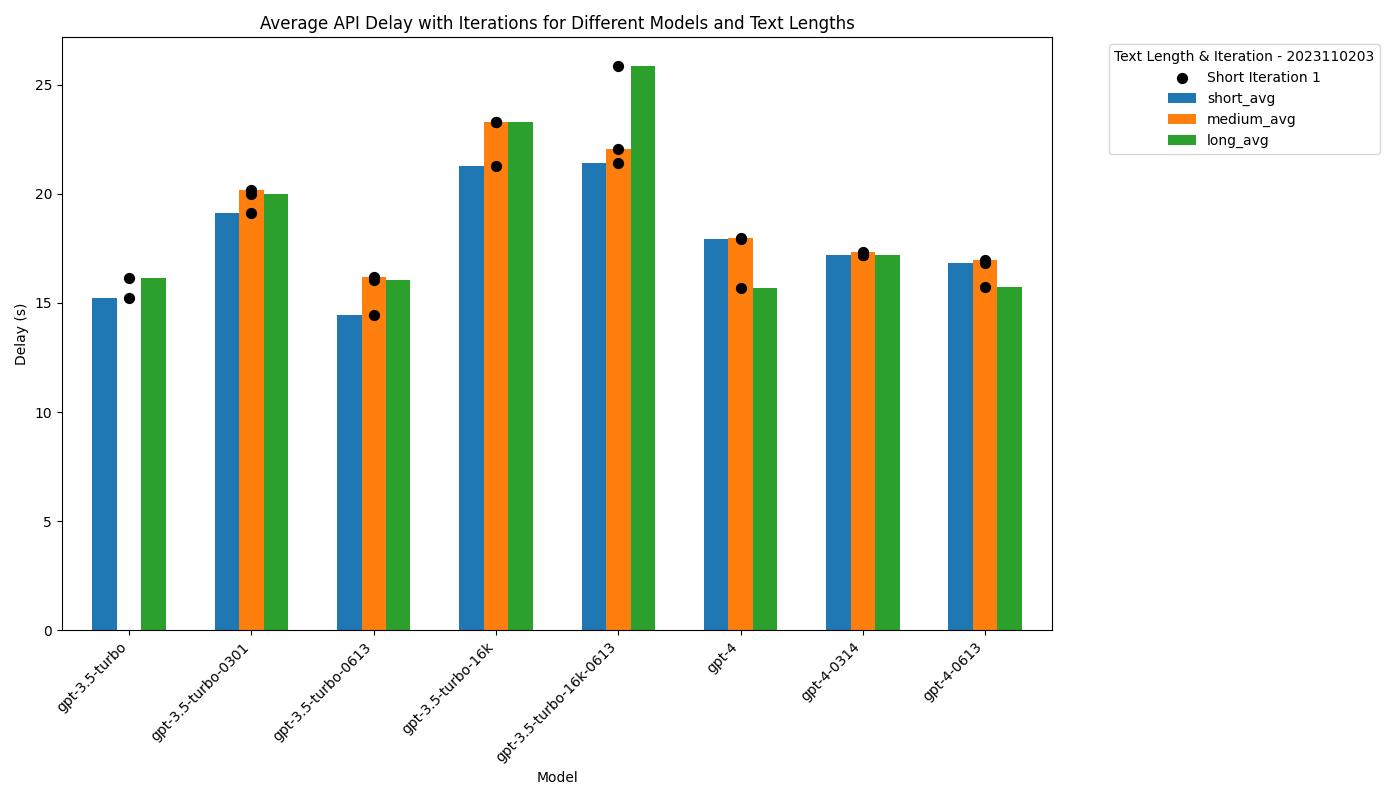 Average API Delay with Iterations for Different Models and Text Lengths
Text Length & Iteration - 2023110203
Short Iteration 1
short_avg
medium_avg
long_avg
Delay (s)
25
20
15
10
5
0
gpt-3.5-turbo
gpt-3.5-turbo-0301
gpt-3.5-turbo-0613
gpt-3.5-turbo-16k
gpt-3.5-turbo-16k-0613
gpt-4
gpt-4-0314
gpt-4-0613
Model